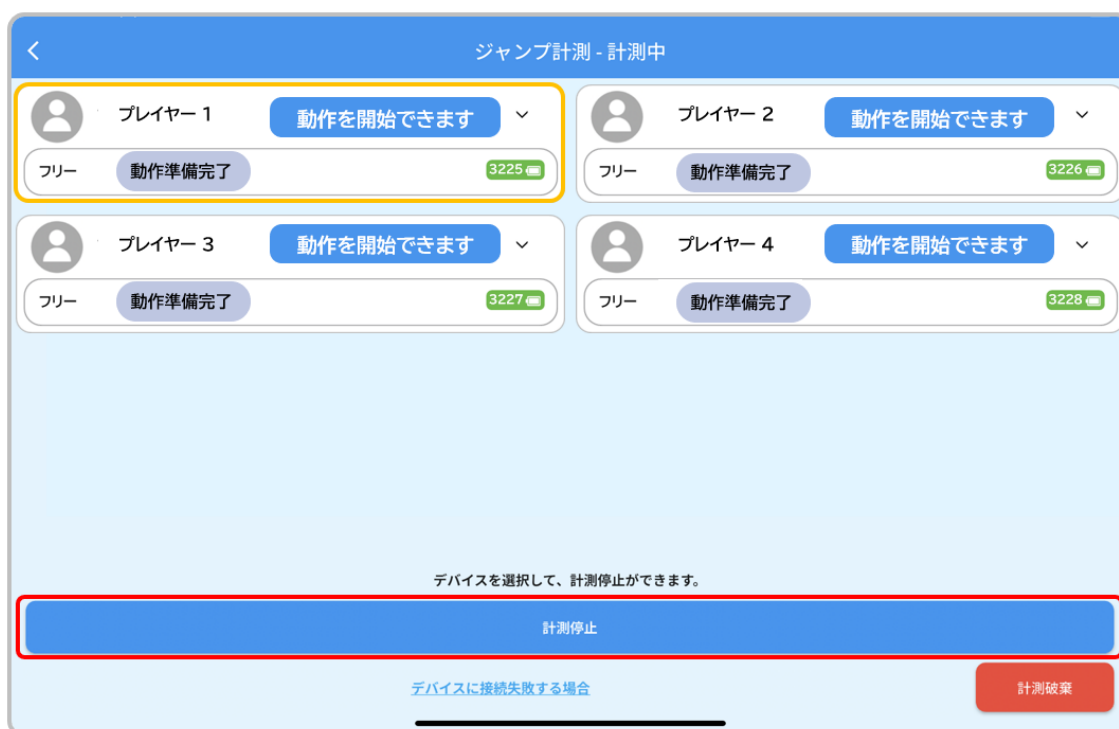 ジャンプ計測 - 計測中
プレイヤー 1
動作を開始できます
フリー
動作準備完了
3225
プレイヤー 2
動作を開始できます
フリー
動作準備完了
3226
プレイヤー 3
動作を開始できます
フリー
動作準備完了
3227
プレイヤー 4
動作を開始できます
フリー
動作準備完了
3228
デバイスを選択して、計測停止ができます。
計測停止
デバイスに接続失敗する場合
計測破棄